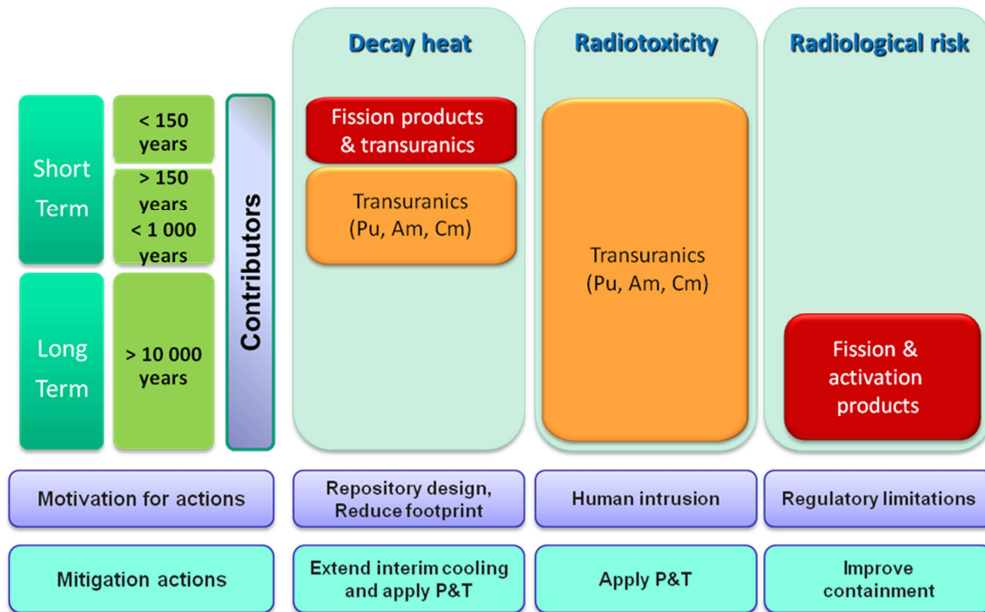 Decay heat
Radiotoxicity
Radiological risk
Short
Term
< 150
years
> 150
years
< 1 000
years
Long
Term
> 10 000
years
Contributors
Fission products
& transuranics
Transuranics
(Pu, Am, Cm)
Transuranics
(Pu, Am, Cm)
Fission &
activation
products
Motivation for actions
Repository design,
Reduce footprint
Human intrusion
Regulatory limitations
Mitigation actions
Extend interim cooling
and apply P&T
Apply P&T
Improve
containment